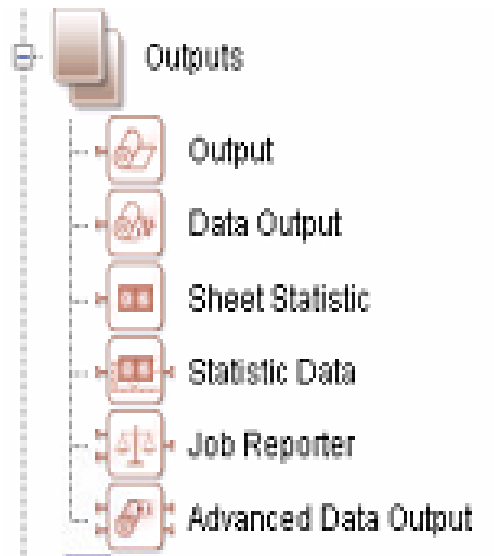 Outputs
Output
Data Output
Sheet Statistic
Statistic Data
Job Reporter
Advanced Data Output